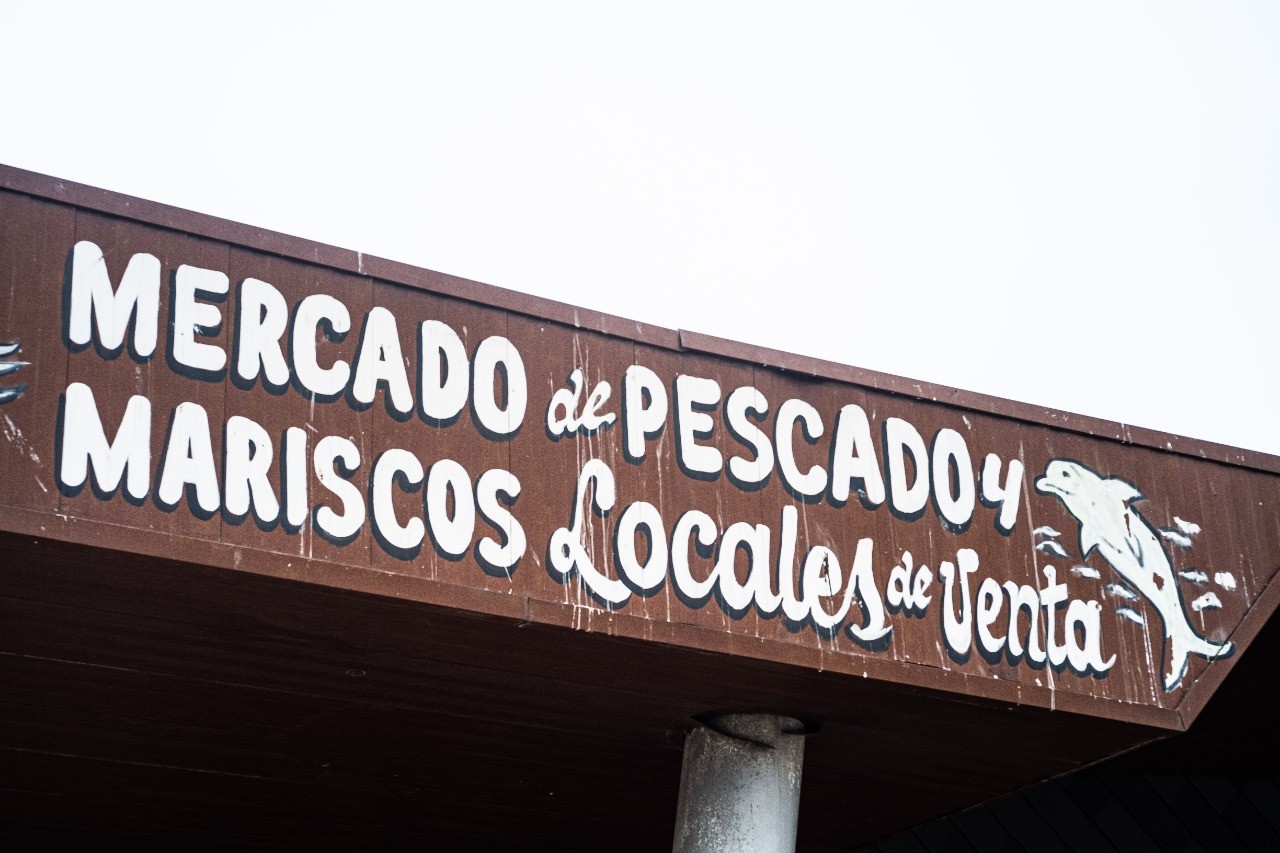 MERCADO de PESCADO y
MARISCOS Locales de Venta